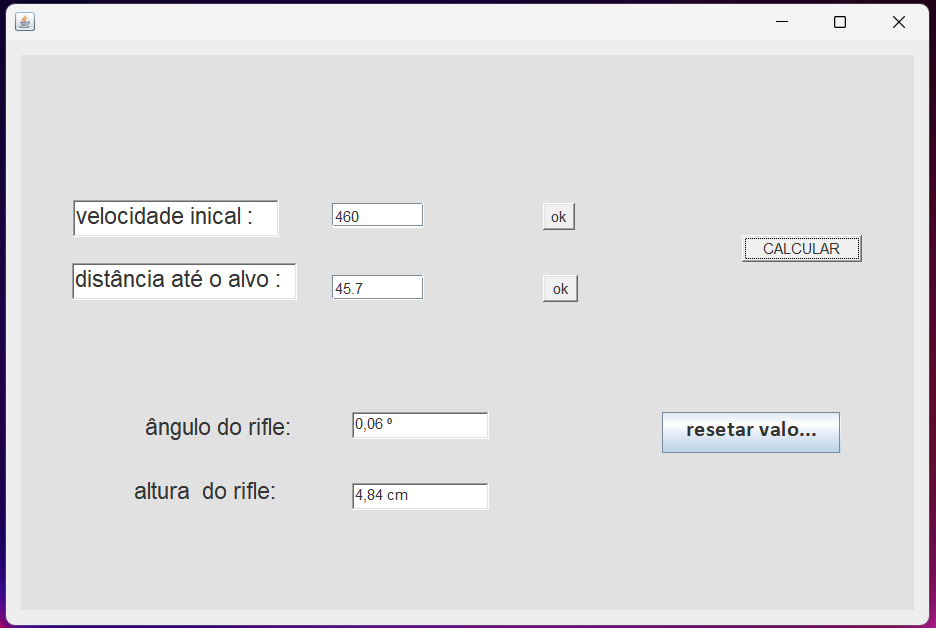 velocidade inical :
460
ok
CALCULAR
distância até o alvo :
45.7
ok
ângulo do rifle:
0,06 º
resetar valo...
altura do rifle:
4,84 cm